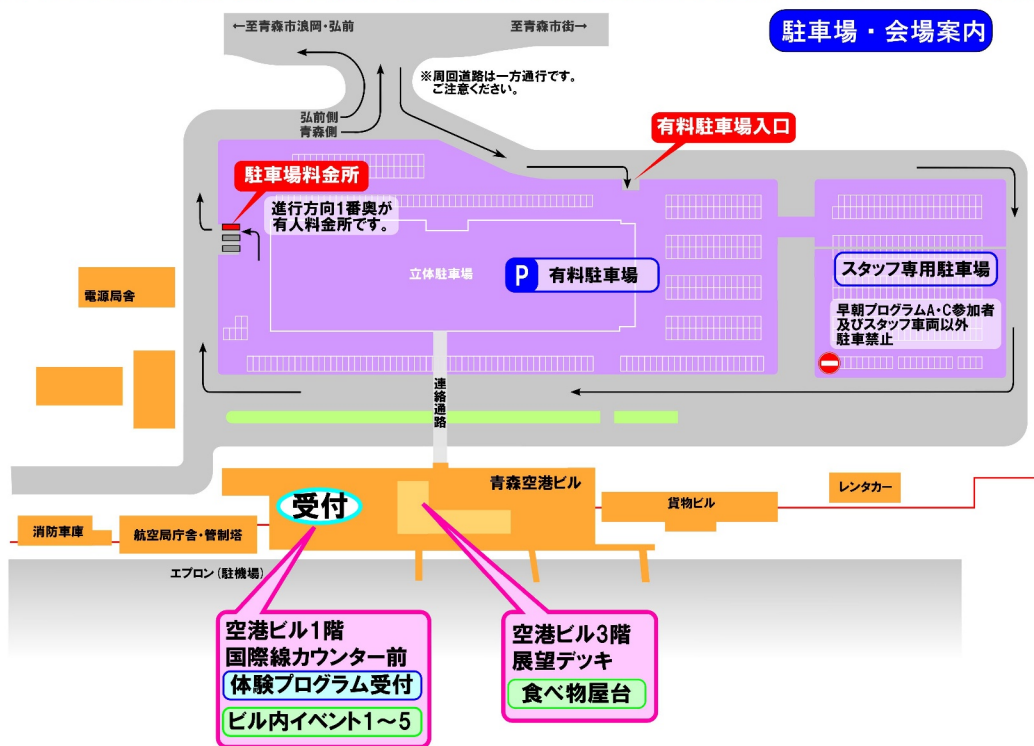 駐車場・会場案内
←至青森市浪岡・弘前
至青森市街→
※周回道路は一方通行です。
ご注意ください。
弘前側
青森側
有料駐車場入口
駐車場料金所
進行方向1番奥が
有人料金所です。
立体駐車場
P 有料駐車場
スタッフ専用駐車場
早朝プログラムA・C参加者
及びスタッフ車両以外
駐車禁止
電源局舎
連絡通路
青森空港ビル
受付
貨物ビル
レンタカー
消防車庫
航空局庁舎・管制塔
エプロン(駐機場)
空港ビル1階
国際線カウンター前
体験プログラム受付
ビル内イベント1～5
空港ビル3階
展望デッキ
食べ物屋台